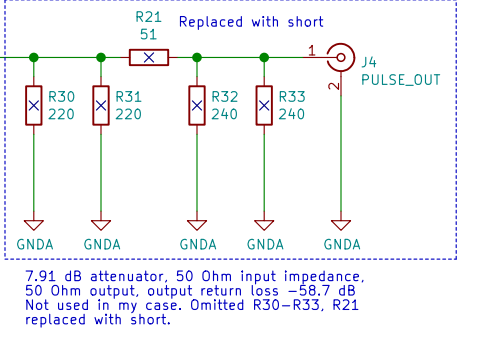 R21
51
Replaced with short
1
J4
PULSE_OUT
2
R30
220
R31
220
R32
240
R33
240
GNDA
GNDA
GNDA
GNDA
GNDA
7.91 dB attenuator, 50 Ohm input impedance,
50 Ohm output, output return loss −58.7 dB
Not used in my case. Omitted R30−R33, R21
replaced with short.